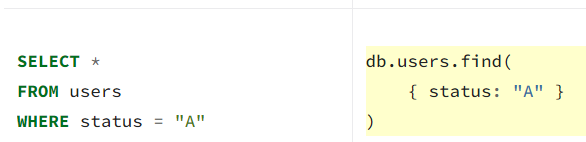 SELECT *
FROM users
WHERE status = "A"
db.users.find(
    { status: "A" }
)